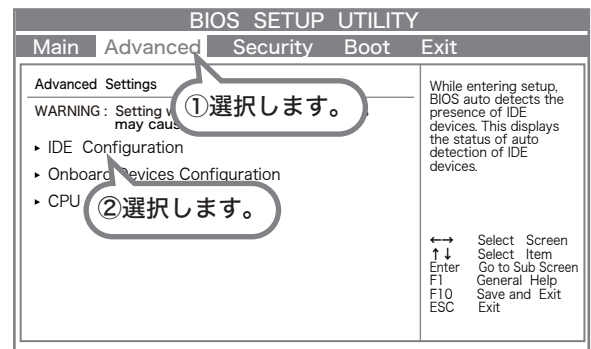 BIOS SETUP UTILITY
Main Advanced Security Boot Exit
Advanced Settings
WARNING : Setting
may caus
①選択します。
▸ IDE Configuration
▸ Onboard Devices Configuration
▸ CPU
②選択します。
While entering setup,
BIOS auto detects the
presence of IDE
devices. This displays
the status of auto
detection of IDE
devices.
←→ Select Screen
↑↓ Select Item
Enter Go to Sub Screen
F1 General Help
F10 Save and Exit
ESC Exit